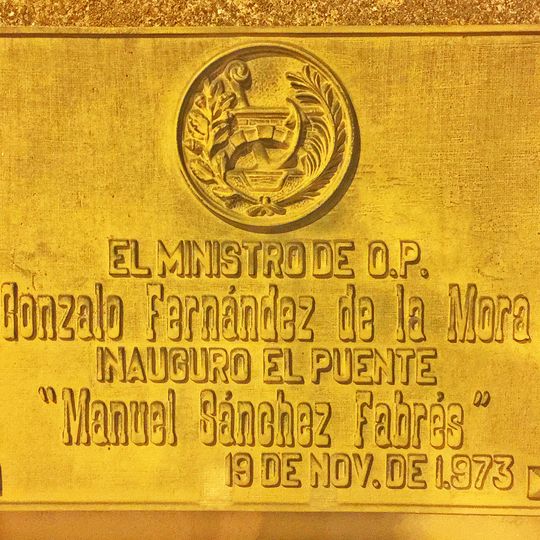 EL MINISTRO DE O.P.
Gonzalo Fernández de la Mora
INAUGURO EL PUENTE
"Manuel Sánchez Fabrés"
19 DE NOV. DE 1.973